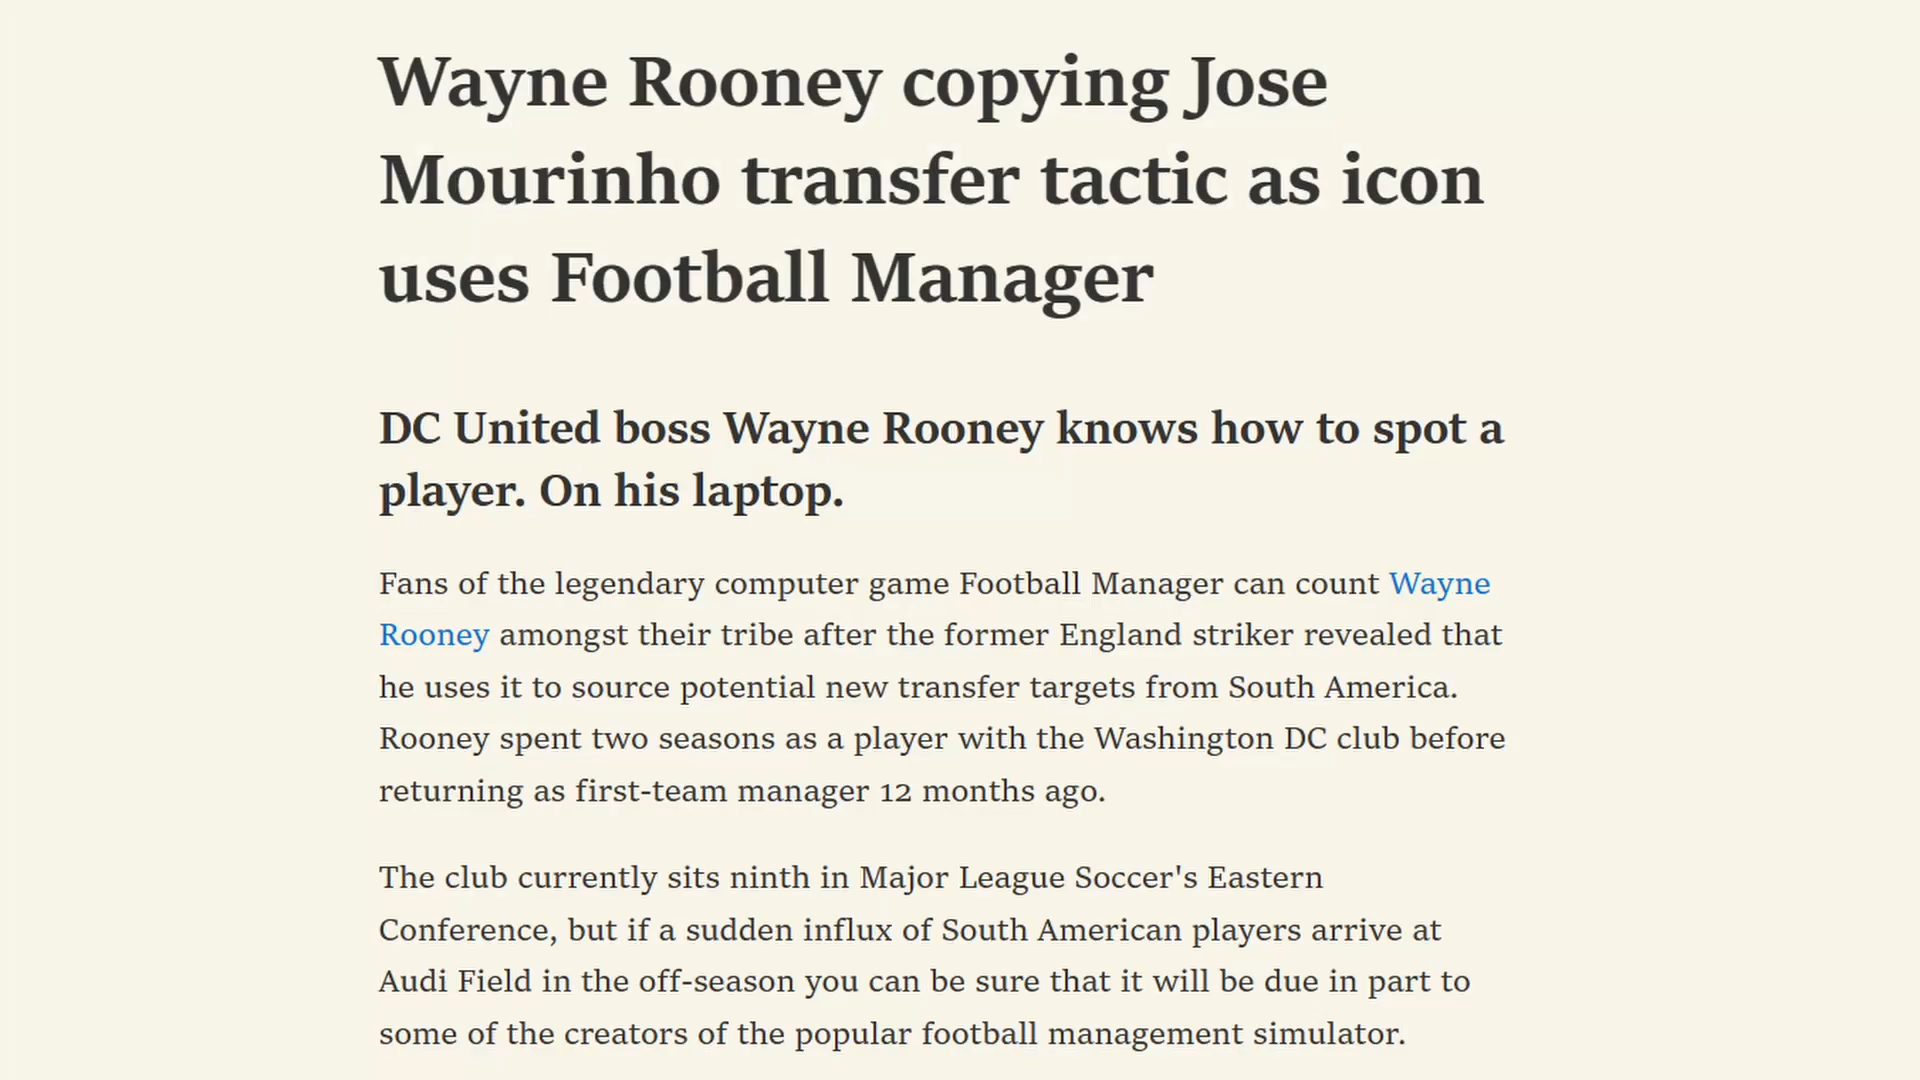 Wayne Rooney copying Jose
Mourinho transfer tactic as icon
uses Football Manager
DC United boss Wayne Rooney knows how to spot a
player. On his laptop.
Fans of the legendary computer game Football Manager can count Wayne
Rooney amongst their tribe after the former England striker revealed that
he uses it to source potential new transfer targets from South America.
Rooney spent two seasons as a player with the Washington DC club before
returning as first-team manager 12 months ago.
The club currently sits ninth in Major League Soccer's Eastern
Conference, but if a sudden influx of South American players arrive at
Audi Field in the off-season you can be sure that it will be due in part to
some of the creators of the popular football management simulator.